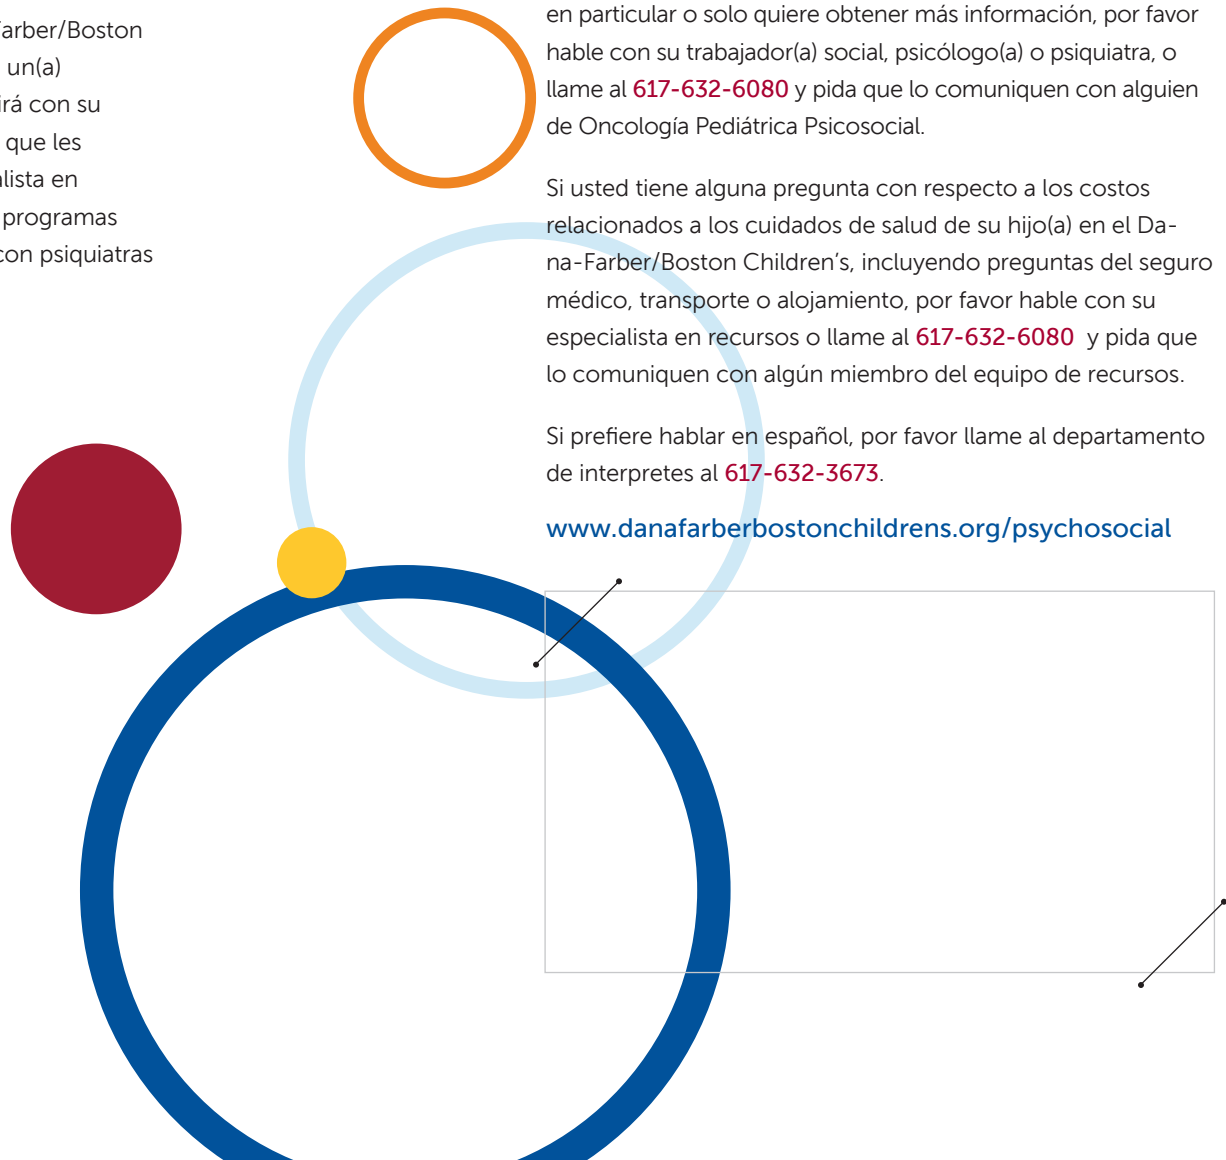 arber/Boston
un(a)
irá con su
que les
alista en
programas
con psiquiatras
en particular o solo quiere obtener más información, por favor
hable con su trabajador(a) social, psicólogo(a) o psiquiatra, o
llame al 617-632-6080 y pida que lo comuniquen con alguien
de Oncología Pediátrica Psicosocial.
Si usted tiene alguna pregunta con respecto a los costos
relacionados a los cuidados de salud de su hijo(a) en el Da-
na-Farber/Boston Children’s, incluyendo preguntas del seguro
médico, transporte o alojamiento, por favor hable con su
especialista en recursos o llame al 617-632-6080 y pida que
lo comuniquen con algún miembro del equipo de recursos.
Si prefiere hablar en español, por favor llame al departamento
de interpretes al 617-632-3673.
www.danafarberbostonchildrens.org/psychosocial